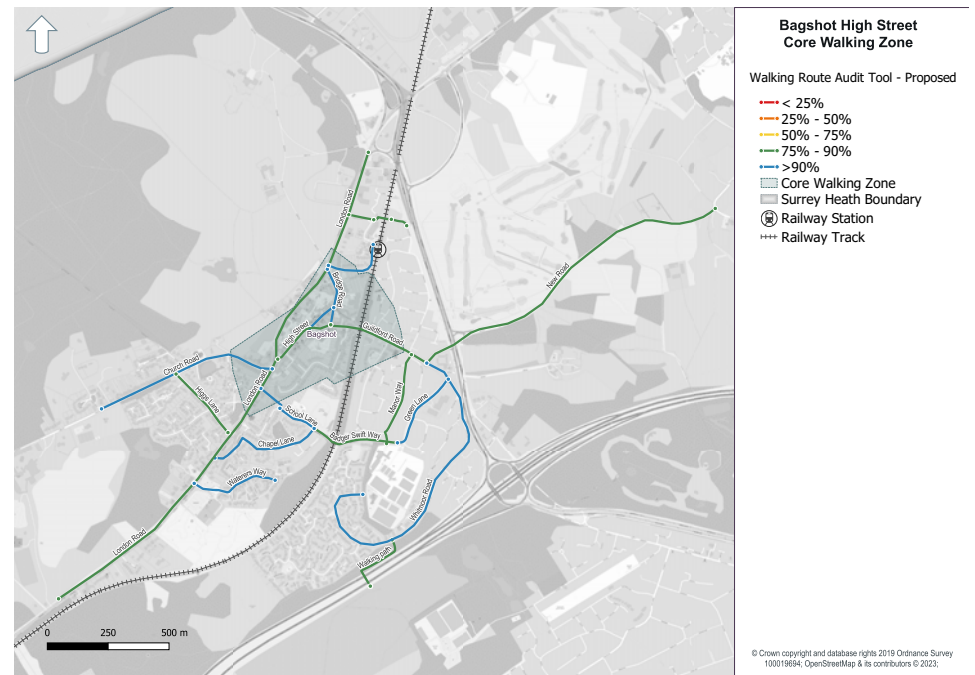 Bagshot High Street
Core Walking Zone
Walking Route Audit Tool - Proposed
< 25%
25% - 50%
50% - 75%
75% - 90%
>90%
Core Walking Zone
Surrey Heath Boundary
Railway Station
Railway Track
London Road
Bridge Road
New Road
High Street
Bagshot
Guildford Road
Church Road
Higgs Lane
London Road
School Lane
Manor Way
Green Lane
Chapel Lane
Badger Swift Way
Waterers Way
Whitmoor Road
London Road
Walking path
0 250 500 m
© Crown copyright and database rights 2019 Ordnance Survey
100019694; OpenStreetMap & its contributors © 2023;